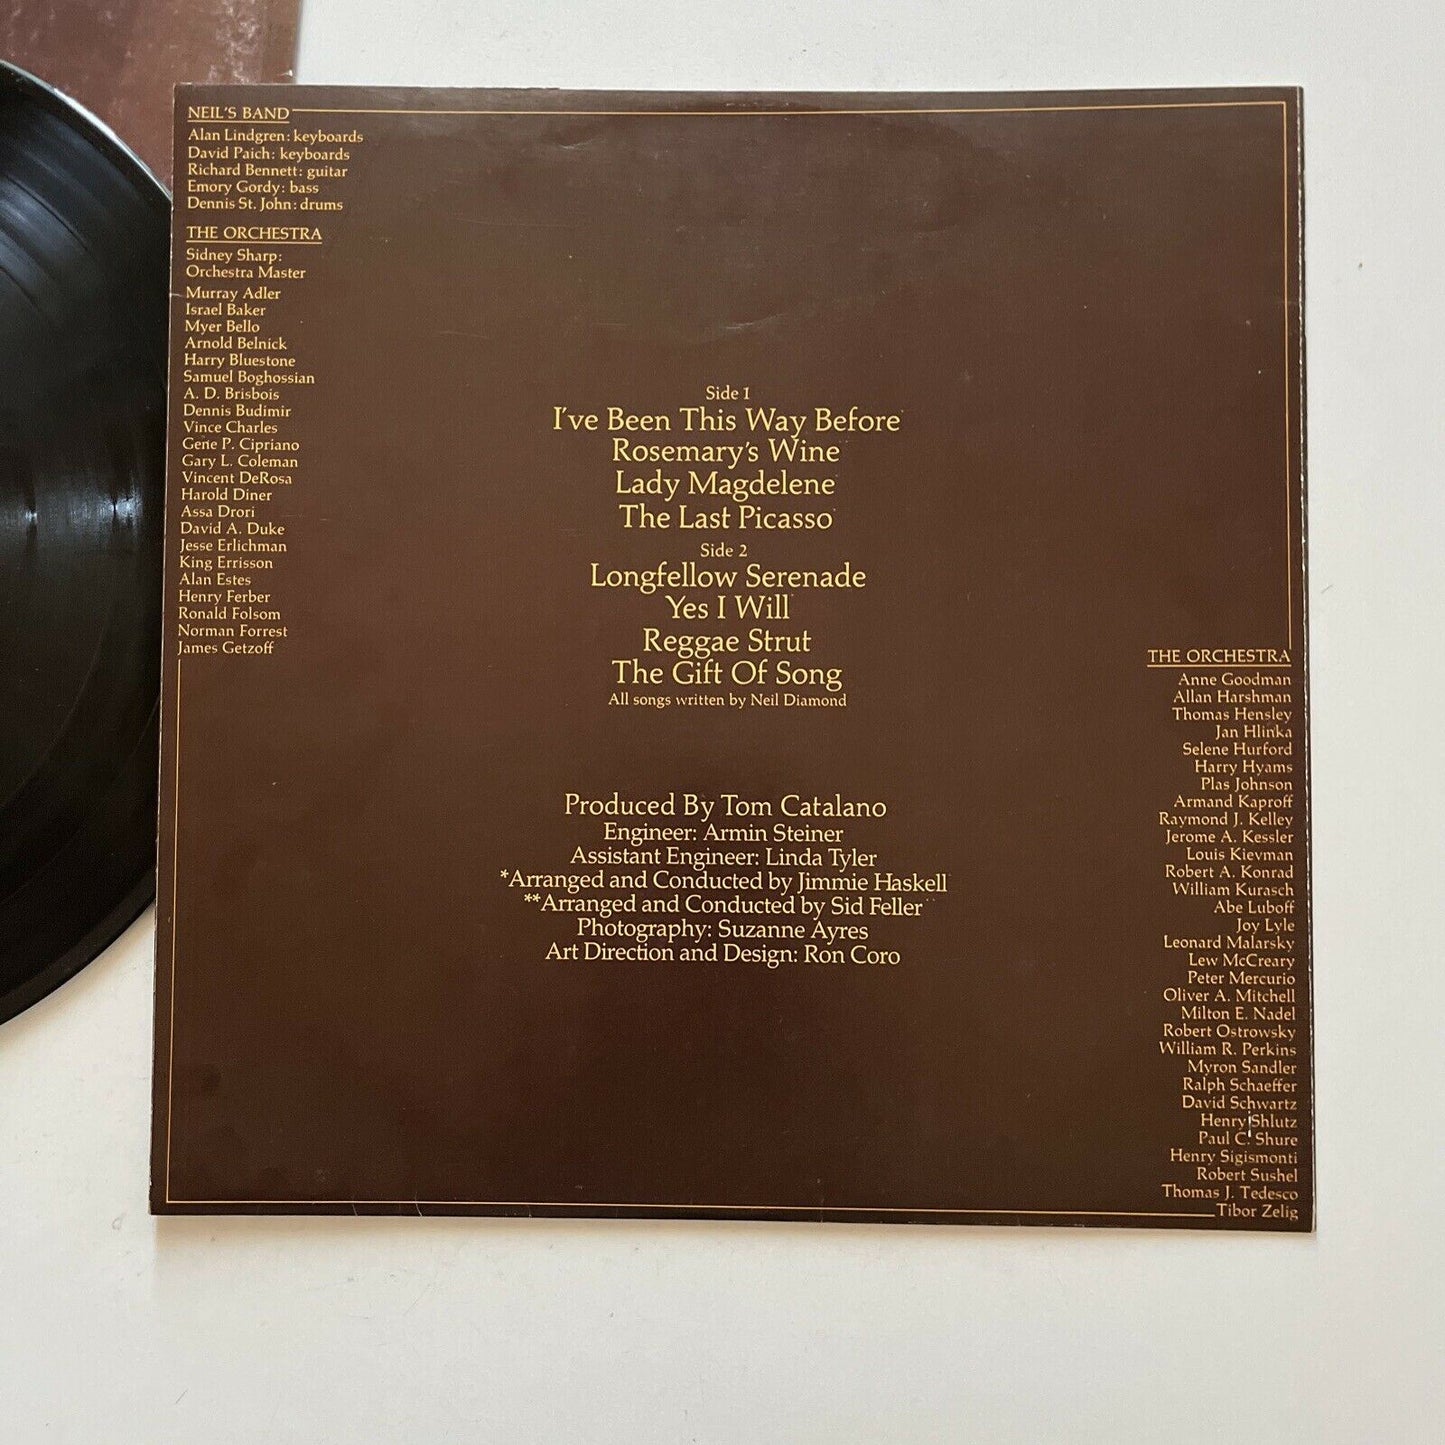 NEIL'S BAND
Alan Lindgren: keyboards
David Paich: keyboards
Richard Bennett: guitar
Emory Gordy: bass
Dennis St. John: drums
THE ORCHESTRA
Sidney Sharp:
Orchestra Master
Murray Adler
Israel Baker
Myer Bello
Arnold Belnick
Harry Bluestone
Samuel Boghossian
A. D. Brisbois
Dennis Budimir
Vince Charles
Gene P. Cipriano
Gary L. Coleman
Vincent DeRosa
Harold Diner
Assa Drori
David A. Duke
Jesse Erlichman
King Errisson
Alan Estes
Henry Ferber
Ronald Folsom
Norman Forrest
James Getzoff
Side 1
I've Been This Way Before*
Rosemary's Wine
Lady Magdelene*
The Last Picasso*
Side 2
Longfellow Serenade
Yes I Will*
Reggae Strut
The Gift Of Song
All songs written by Neil Diamond
Produced By Tom Catalano
Engineer: Armin Steiner
Assistant Engineer: Linda Tyler
*Arranged and Conducted by Jimmie Haskell
**Arranged and Conducted by Sid Feller
Photography: Suzanne Ayres
Art Direction and Design: Ron Coro
THE ORCHESTRA
Anne Goodman
Allan Harshman
Thomas Hensley
Jan Hlinka
Selene Hurford
Harry Hyams
Plas Johnson
Armand Kaproff
Raymond J. Kelley
Jerome A. Kessler
Louis Kievman
Robert A. Konrad
William Kurasch
Abe Luboff
Joy Lyle
Leonard Malarsky
Lew McCreary
Peter Mercurio
Oliver A. Mitchell
Milton E. Nadel
Robert Ostrowsky
William R. Perkins
Myron Sandler
Ralph Schaeffer
David Schwartz
Henry Shlutz
Paul C. Shure
Henry Sigismonti
Robert Sushel
Thomas J. Tedesco
Tibor Zelig